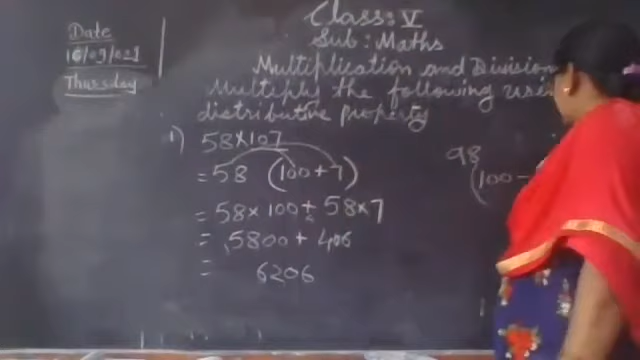 Date
16/09/021
Thursday
Class: V
Sub: Maths
Multiplication and Division
Multiply the following using
distributive property
1) 58×107
= 58 (100+7)
= 58×100+58×7
= 5800+406
= 6206
98
(100-